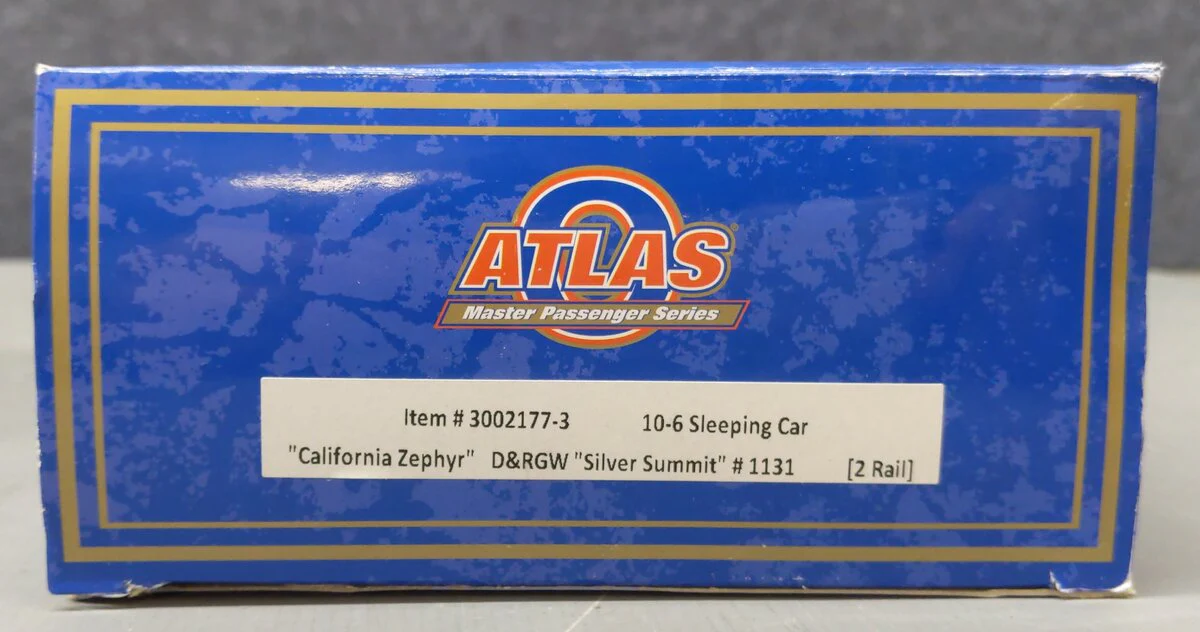 ATLAS O ®
Master Passenger Series
Item # 3002177-3 10-6 Sleeping Car
"California Zephyr" D&RGW "Silver Summit" # 1131 [2 Rail]